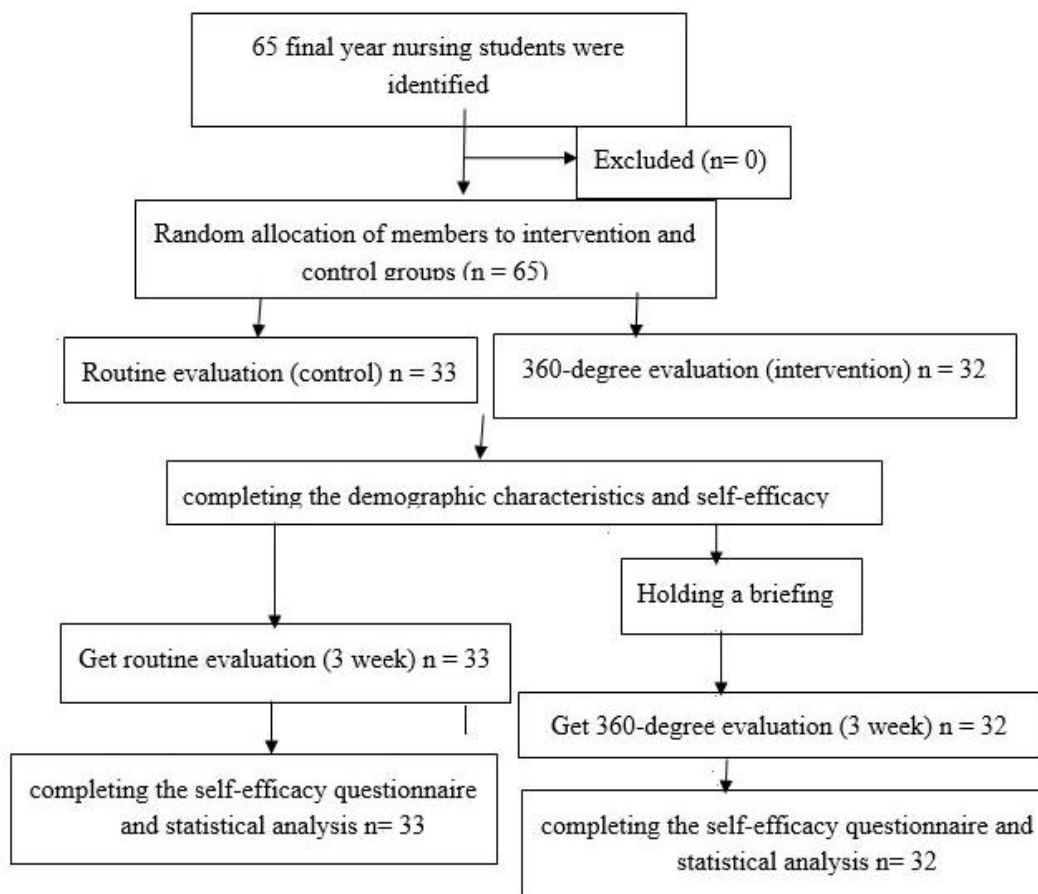 65 final year nursing students were
identified
Excluded (n= 0)
Random allocation of members to intervention and
control groups (n = 65)
Routine evaluation (control) n = 33
360-degree evaluation (intervention) n = 32
completing the demographic characteristics and self-efficacy
Holding a briefing
Get routine evaluation (3 week) n = 33
Get 360-degree evaluation (3 week) n = 32
completing the self-efficacy questionnaire
and statistical analysis n= 33
completing the self-efficacy questionnaire and
statistical analysis n= 32